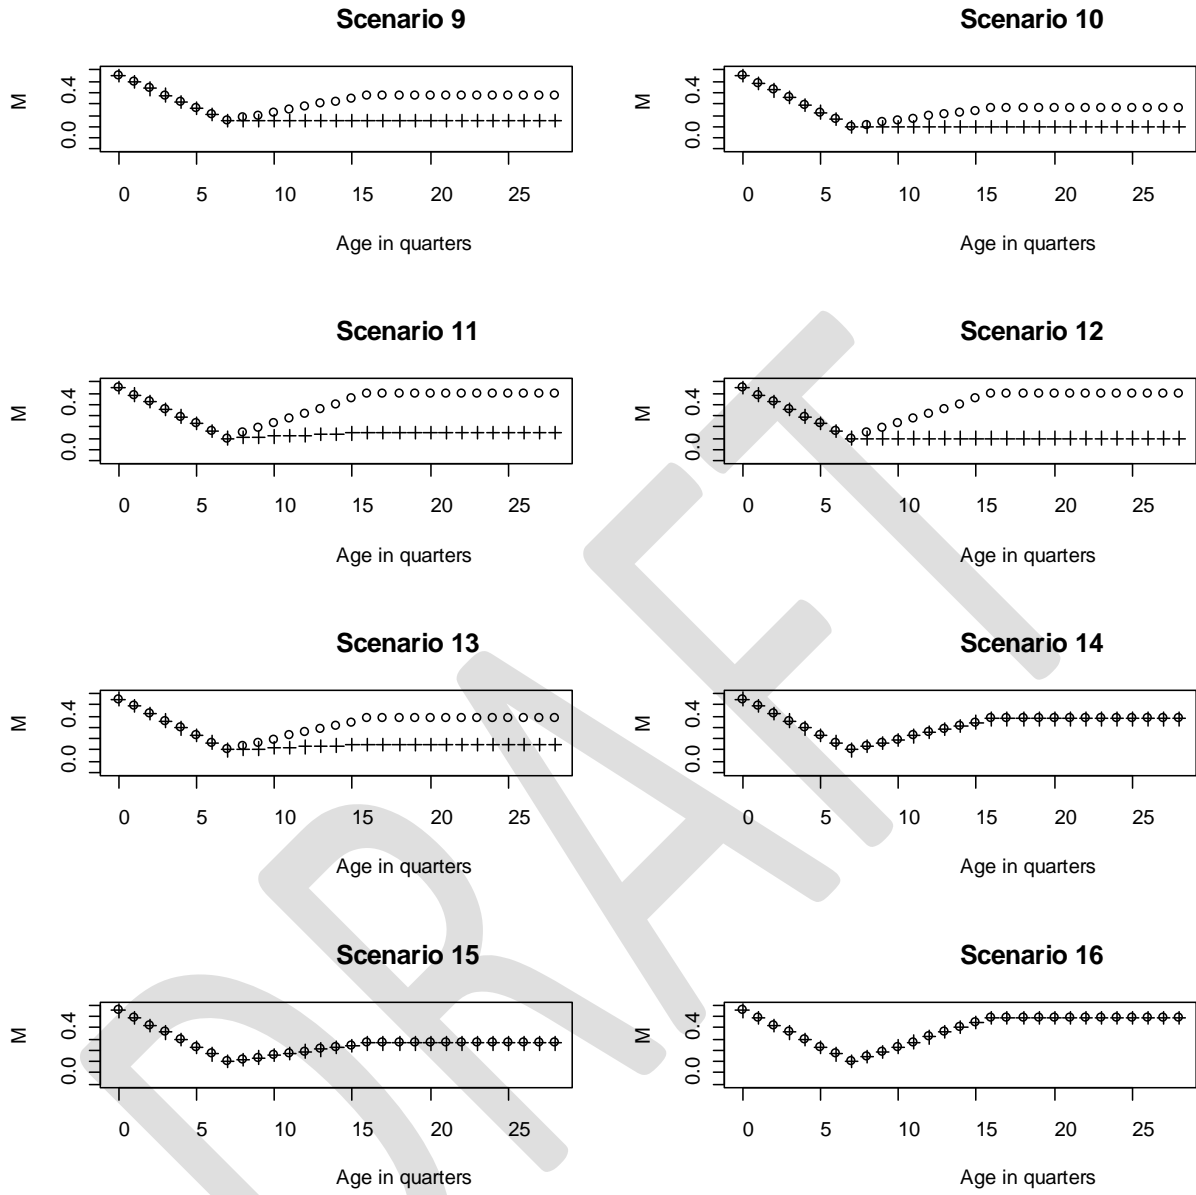 Scenario 9
M
0.4
0.0
0 5 10 15 20 25
Age in quarters
Scenario 10
M
0.4
0.0
0 5 10 15 20 25
Age in quarters
Scenario 11
M
0.4
0.0
0 5 10 15 20 25
Age in quarters
Scenario 12
M
0.4
0.0
0 5 10 15 20 25
Age in quarters
Scenario 13
M
0.4
0.0
0 5 10 15 20 25
Age in quarters
Scenario 14
M
0.4
0.0
0 5 10 15 20 25
Age in quarters
Scenario 15
M
0.4
0.0
0 5 10 15 20 25
Age in quarters
Scenario 16
M
0.4
0.0
0 5 10 15 20 25
Age in quarters
DRAFT